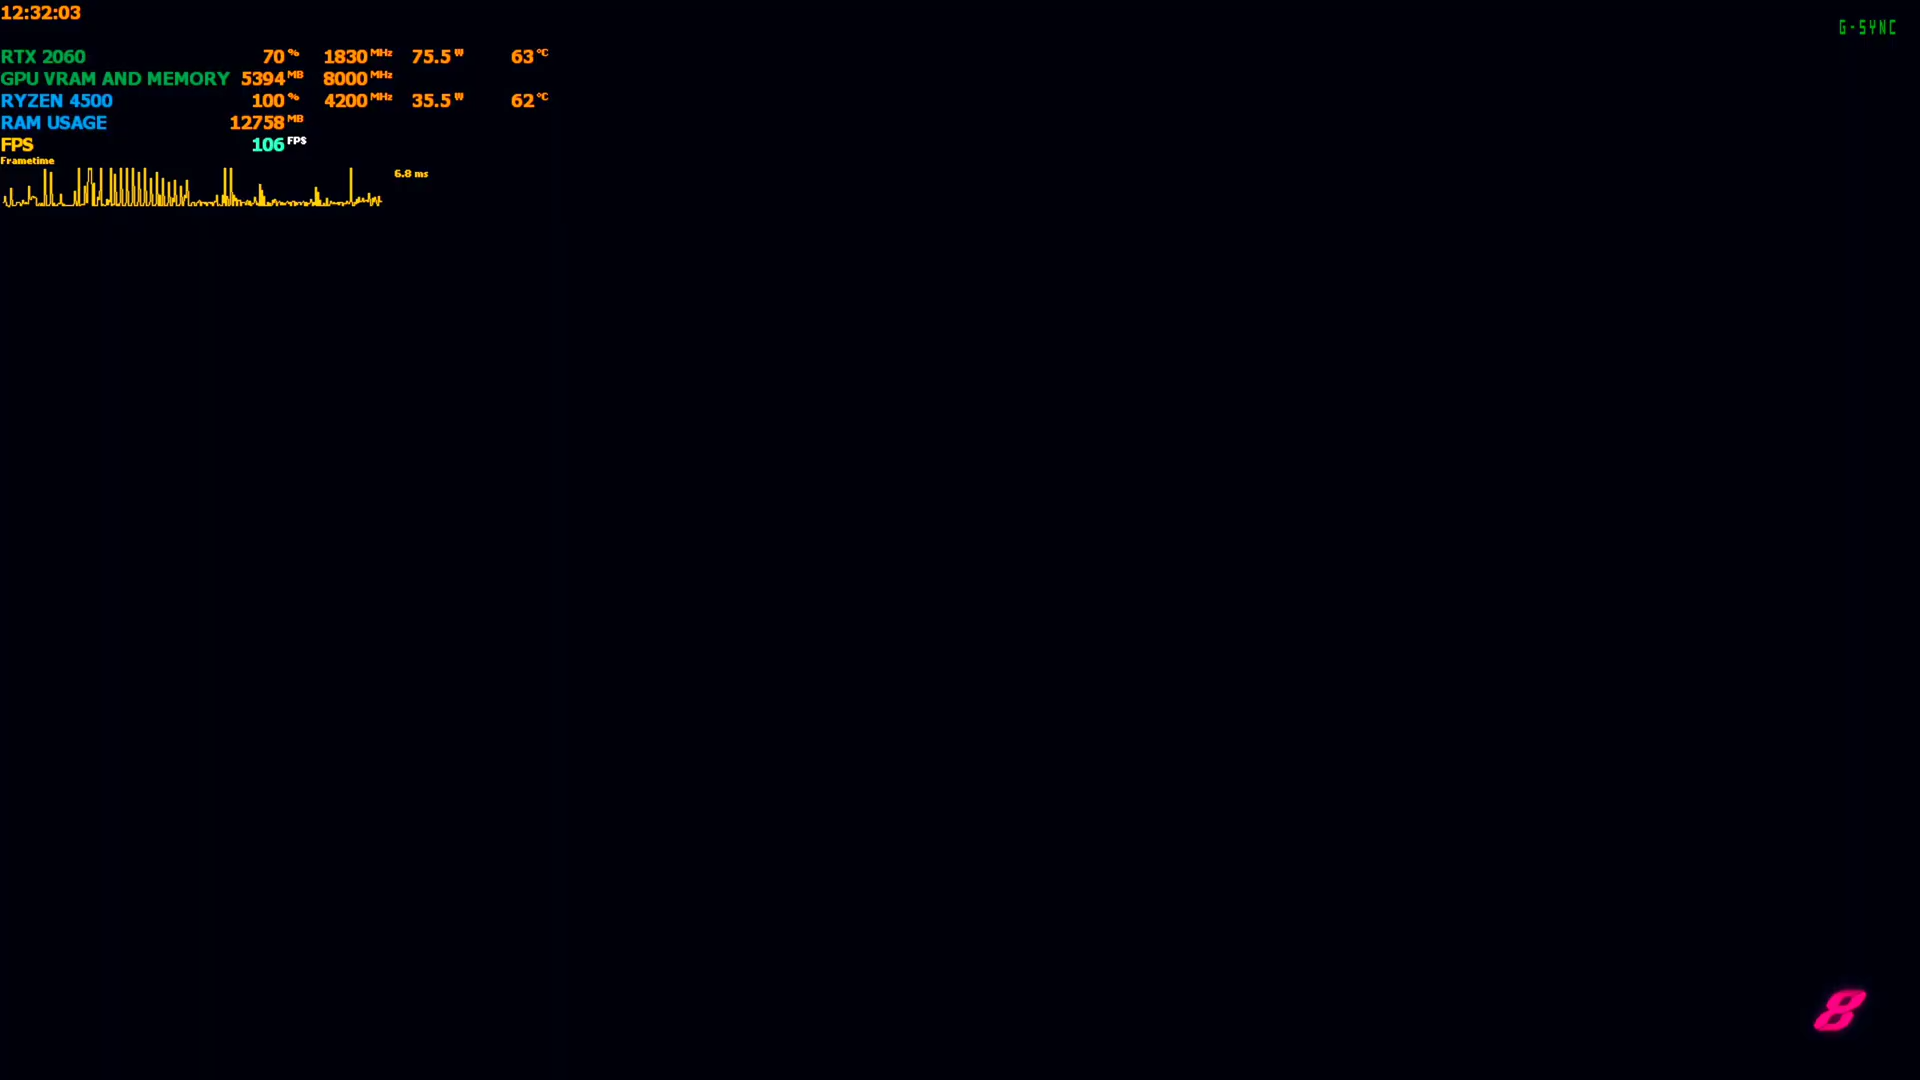 12:32:03
G-SYNC
RTX 2060 70 % 1830 MHz 75.5 W 63 °C
GPU VRAM AND MEMORY 5394 MB 8000 MHz
RYZEN 4500 100 % 4200 MHz 35.5 W 62 °C
RAM USAGE 12758 MB
FPS 106 FPS
Frametime
6.8 ms
8